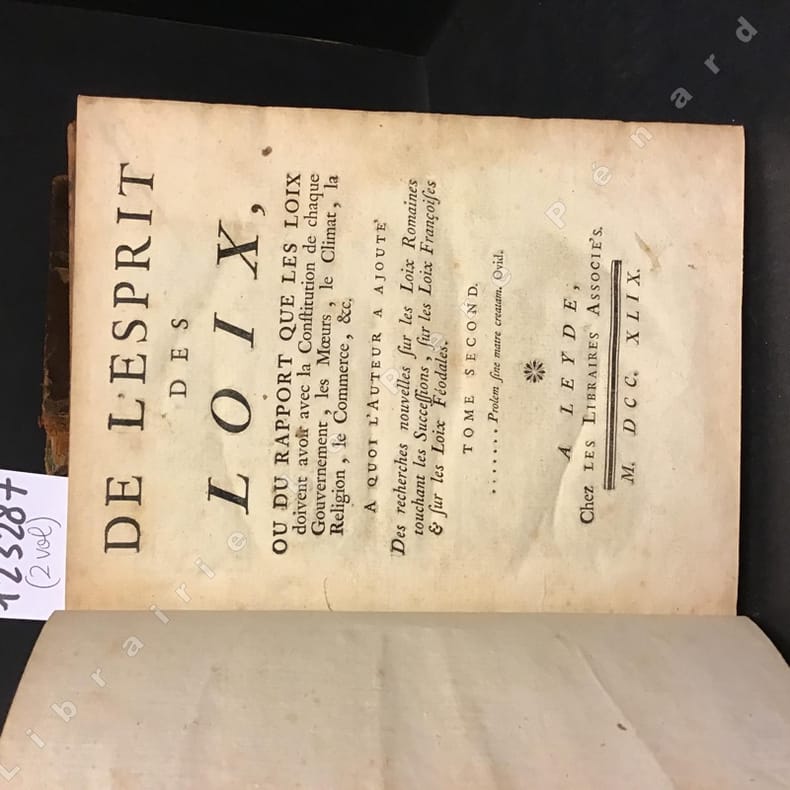 DE L'ESPRIT
DES
LOIX,
OU DU RAPPORT QUE LES LOIX
doivent avoir avec la Conſtitution de chaque
Gouvernement, les Mœurs, le Climat, la
Religion, le Commerce, &c.
A QUOI L'AUTEUR A AJOUTÉ
Des recherches nouvelles ſur les Loix Romaines
touchant les Succeſſions, ſur les Loix Françoiſes
& ſur les Loix Féodales.
TOME SECOND.
....... Prolem ſine matre creatam. Ovid.
A LEYDE,
Chez LES LIBRAIRES ASSOCIÉS.
M. DCC. XLIX.
123287
(2 vol)
Librairie Pénard